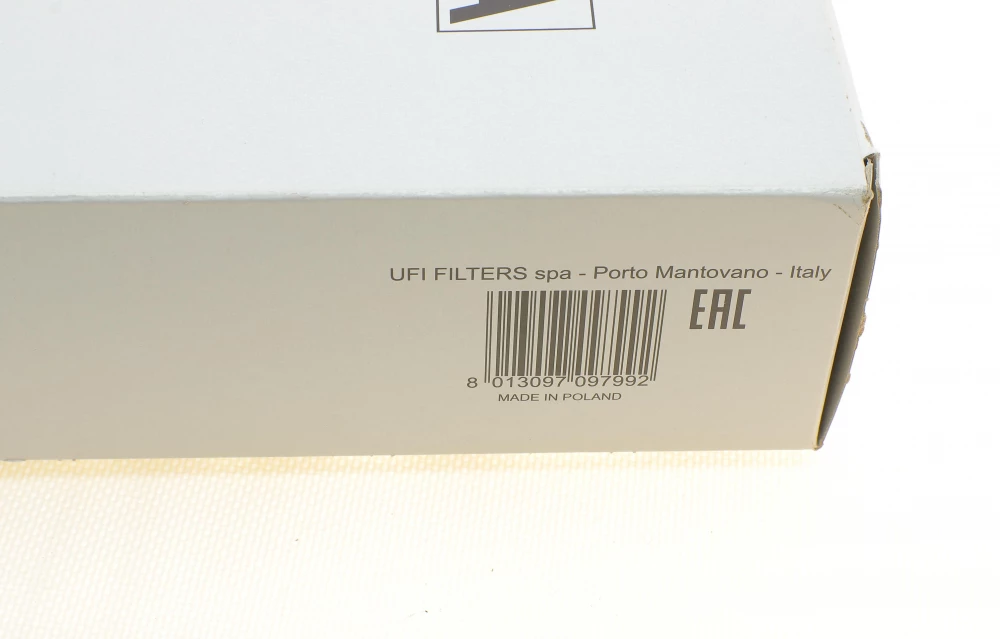 UFI FILTERS spa - Porto Mantovano - Italy
EAC
8 013097 097992
MADE IN POLAND